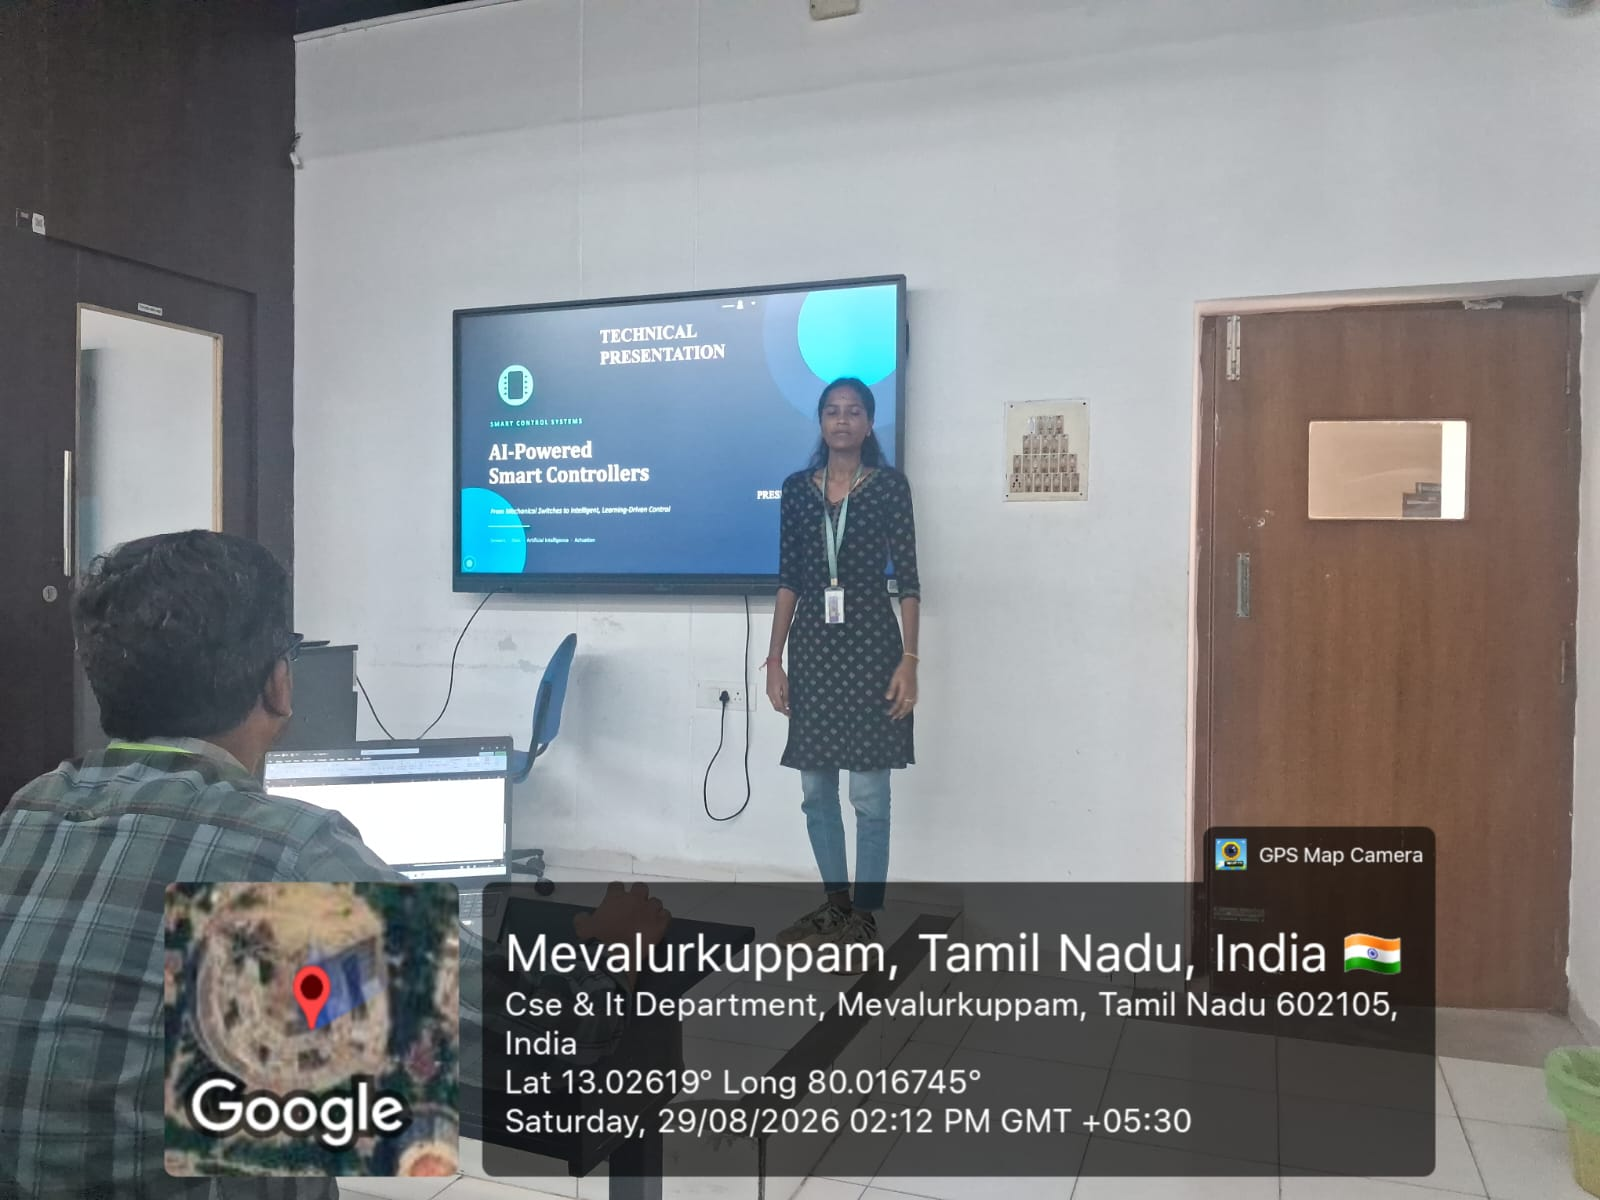 TECHNICAL
PRESENTATION
SMART CONTROL SYSTEMS
AI-Powered
Smart Controllers
PRES
From Mechanical Switches to Intelligent, Learning-Driven Control
Artificial Intelligence · Actuation
GPS Map Camera
Mevalurkuppam, Tamil Nadu, India
Cse & It Department, Mevalurkuppam, Tamil Nadu 602105,
India
Lat 13.02619° Long 80.016745°
Saturday, 29/08/2026 02:12 PM GMT +05:30
Google